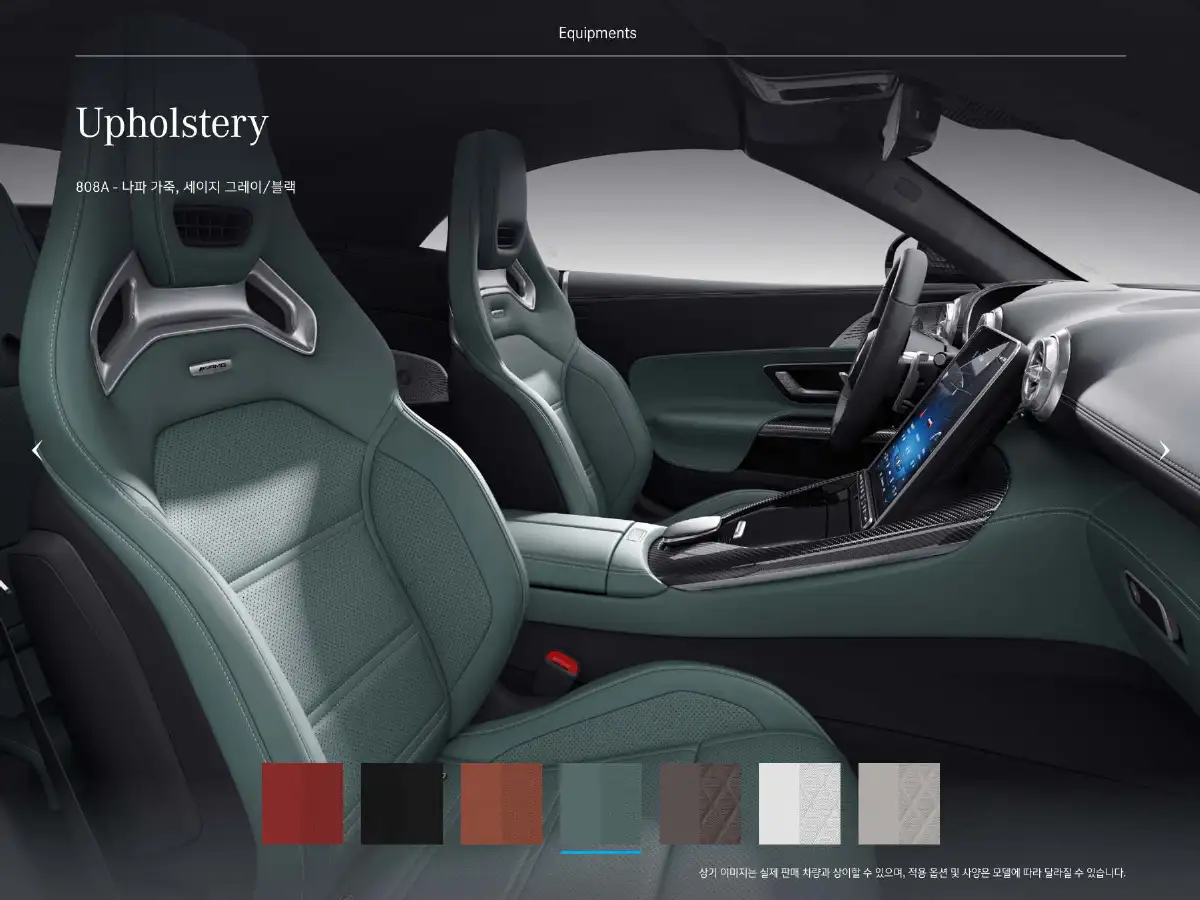 Equipments
Upholstery
808A - 나파 가죽, 세이지 그레이/블랙
AMG
상기 이미지는 실제 판매 차량과 상이할 수 있으며, 적용 옵션 및 사양은 모델에 따라 달라질 수 있습니다.